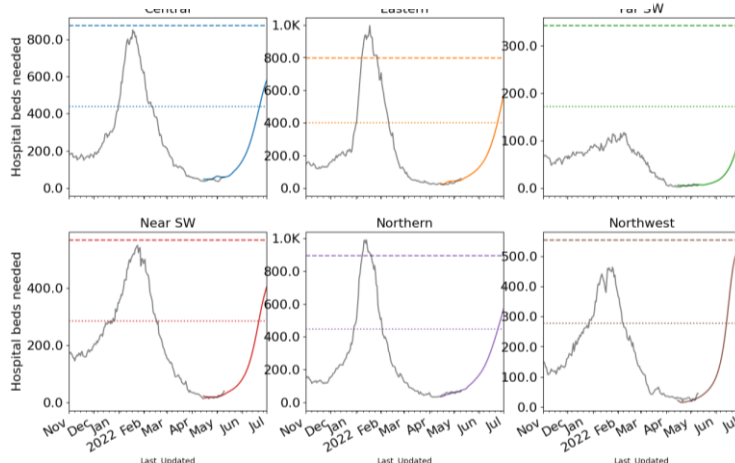 Central Eastern Far SW
800.0
600.0
400.0
200.0
0.0
Hospital beds needed
1.0K
800.0
600.0
400.0
200.0
0.0
300.0
200.0
100.0
0.0
Near SW Northern Northwest
400.0
200.0
0.0
Hospital beds needed
1.0K
800.0
600.0
400.0
200.0
0.0
500.0
400.0
300.0
200.0
100.0
0.0
Nov Dec Jan 2022 Feb Mar Apr May Jun Jul
Nov Dec Jan 2022 Feb Mar Apr May Jun Jul
Nov Dec Jan 2022 Feb Mar Apr May Jun Jul
Last Updated Last Updated Last Updated